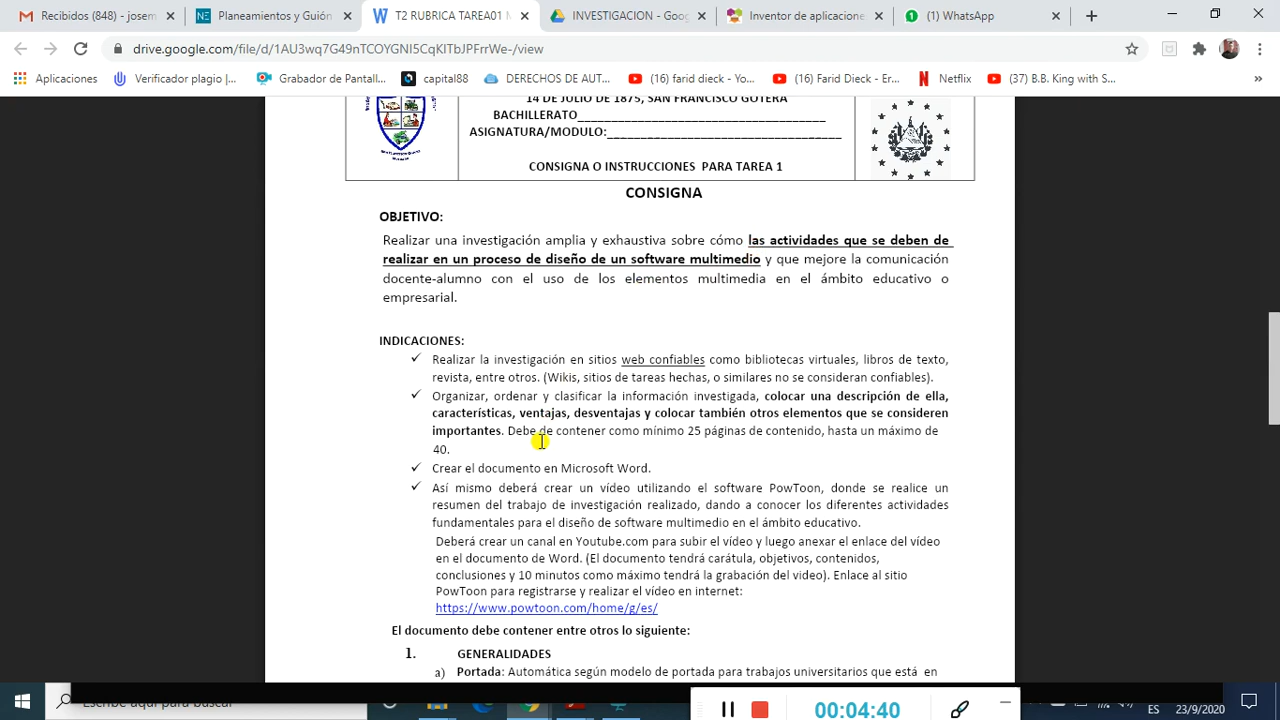 Recibidos (848) - josem
Planeamientos y Guión
T2 RUBRICA TAREA01 M
INVESTIGACION - Google
Inventor aplicacione
(1) WhatsApp
drive.google.com/file/d/1AU3wq7G49nTCOYGNI5CqKITbJPFrrWe-/view
Aplicaciones
Verificador plagio |...
Grabador de Pantall...
capital88
DERECHOS DE AUT...
(16) farid dieck - Yo...
(16) Farid Dieck - Er...
Netflix
(37) B.B. King with S...
»
14 DE JULIO DE 1875, SAN FRANCISCO GOTERA
BACHILLERATO___________________________________
ASIGNATURA/MODULO:_________________________________
CONSIGNA O INSTRUCCIONES PARA TAREA 1
CONSIGNA
OBJETIVO:
Realizar una investigación amplia y exhaustiva sobre cómo las actividades que se deben de
realizar en un proceso de diseño de un software multimedio y que mejore la comunicación
docente-alumno con el uso de los elementos multimedia en el ámbito educativo o
empresarial.
INDICACIONES:
✓ Realizar la investigación en sitios web confiables como bibliotecas virtuales, libros de texto,
revista, entre otros. (Wikis, sitios de tareas hechas, o similares no se consideran confiables).
✓ Organizar, ordenar y clasificar la información investigada, colocar una descripción de ella,
características, ventajas, desventajas y colocar también otros elementos que se consideren
importantes. Debe de contener como mínimo 25 páginas de contenido, hasta un máximo de
40.
✓ Crear el documento en Microsoft Word.
✓ Así mismo deberá crear un vídeo utilizando el software PowToon, donde se realice un
resumen del trabajo de investigación realizado, dando a conocer los diferentes actividades
fundamentales para el diseño de software multimedio en el ámbito educativo.
Deberá crear un canal en Youtube.com para subir el vídeo y luego anexar el enlace del vídeo
en el documento de Word. (El documento tendrá carátula, objetivos, contenidos,
conclusiones y 10 minutos como máximo tendrá la grabación del video). Enlace al sitio
PowToon para registrarse y realizar el vídeo en internet:
https://www.powtoon.com/home/g/es/
El documento debe contener entre otros lo siguiente:
1. GENERALIDADES
a) Portada: Automática según modelo de portada para trabajos universitarios que está en
Escribe aquí para buscar
00:04:40
ES
23/9/2020